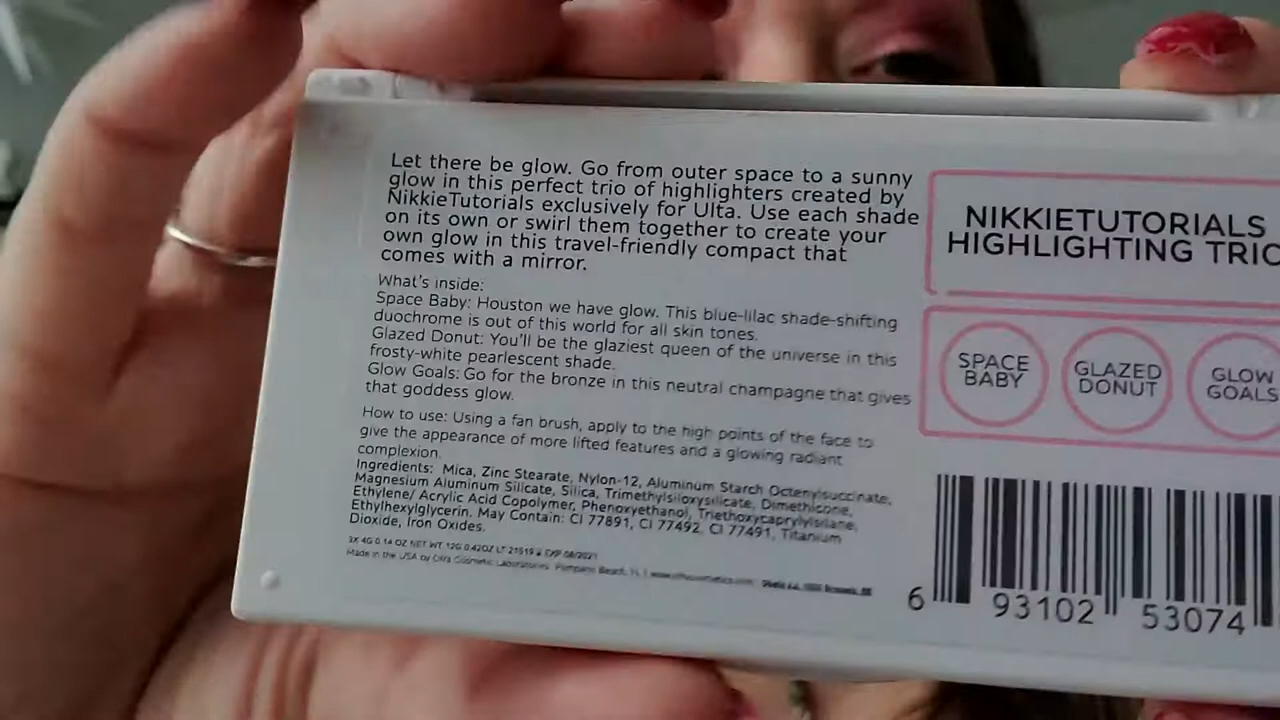 Let there be glow. Go from outer space to a sunny
glow in this perfect trio of highlighters created by
NikkieTutorials exclusively for Ulta. Use each shade
on its own or swirl them together to create your
own glow in this travel-friendly compact that
comes with a mirror.
What's inside:
Space Baby: Houston we have glow. This blue-lilac shade-shifting
duochrome is out of this world for all skin tones.
Glazed Donut: You'll be the glaziest queen of the universe in this
frosty-white pearlescent shade.
Glow Goals: Go for the bronze in this neutral champagne that gives
that goddess glow.
How to use: Using a fan brush, apply to the high points of the face to
give the appearance of more lifted features and a glowing radiant
complexion.
Ingredients: Mica, Zinc Stearate, Nylon-12, Aluminum Starch Octenylsuccinate,
Magnesium Aluminum Silicate, Silica, Trimethylsiloxysilicate, Dimethicone,
Ethylene/ Acrylic Acid Copolymer, Phenoxyethanol, Triethoxycaprylylsilane,
Ethylhexylglycerin. May Contain: CI 77891, CI 77492, CI 77491, Titanium
Dioxide, Iron Oxides.
3X 4G 0.14 OZ NET WT. 12G 0.42OZ EXP 08/2021
Made in the USA by Cosmetic Laboratories Pompano Beach,
NIKKIETUTORIALS
HIGHLIGHTING TRIO
SPACE
BABY
GLAZED
DONUT
GLOW
GOALS
6 93102 53074